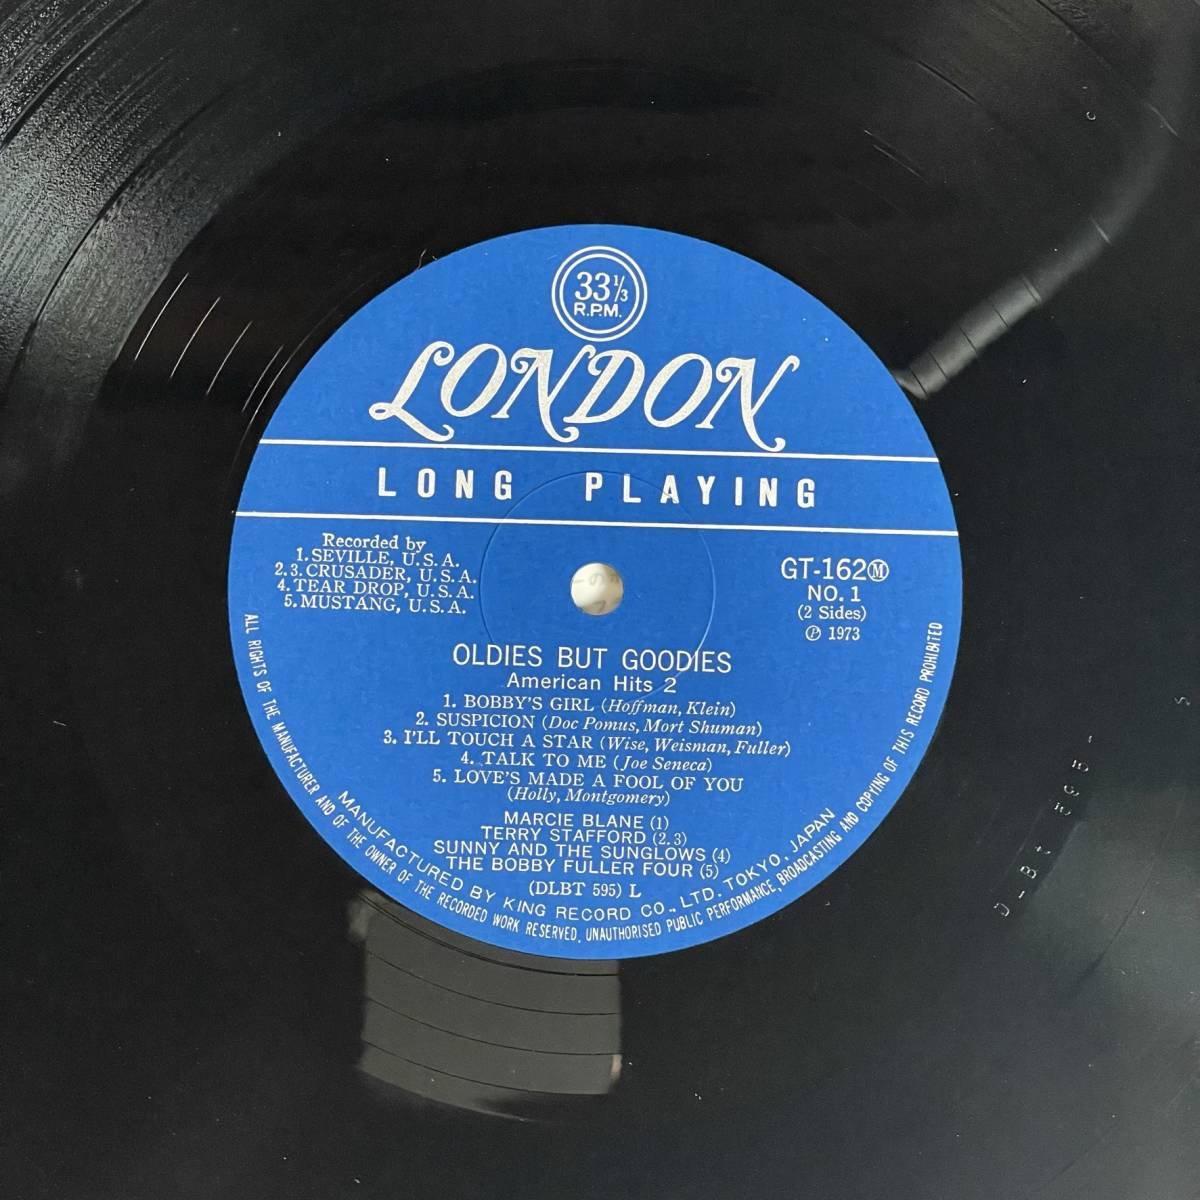 33 1/3
R.P.M.
LONDON
LONG PLAYING
Recorded by
1. SEVILLE, U.S.A.
2.3. CRUSADER, U.S.A.
4. TEAR DROP, U.S.A.
5. MUSTANG, U.S.A.
GT-162Ⓜ
NO. 1
(2 Sides)
Ⓟ 1973
OLDIES BUT GOODIES
American Hits 2
1. BOBBY'S GIRL (Hoffman, Klein)
2. SUSPICION (Doc Pomus, Mort Shuman)
3. I'LL TOUCH A STAR (Wise, Weisman, Fuller)
4. TALK TO ME (Joe Seneca)
5. LOVE'S MADE A FOOL OF YOU
(Holly, Montgomery)
MARCIE BLANE (1)
TERRY STAFFORD (2.3)
SUNNY AND THE SUNGLOWS (4)
THE BOBBY FULLER FOUR (5)
(DLBT 595) L
MANUFACTURED BY KING RECORD CO., LTD. TOKYO, JAPAN
ALL RIGHTS OF THE MANUFACTURER AND OF THE OWNER OF THE RECORDED WORK RESERVED. UNAUTHORISED PUBLIC PERFORMANCE, BROADCASTING AND COPYING OF THIS RECORD PROHIBITED